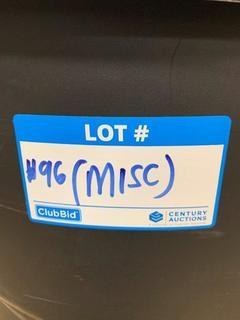 LOT #
#96 (MISC)
ClubBid
CENTURY
AUCTIONS